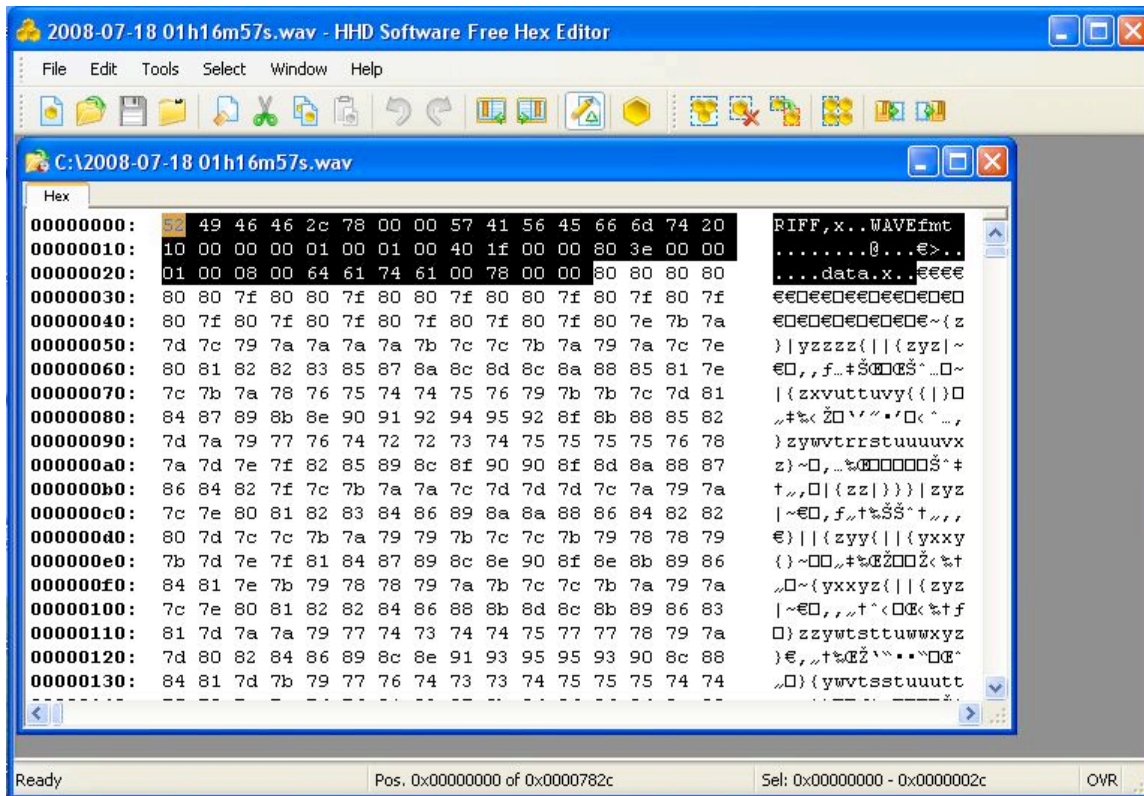 2008-07-18 01h16m57s.wav - HHD Software Free Hex Editor
File Edit Tools Select Window Help
C:\2008-07-18 01h16m57s.wav
Hex
00000000: 52 49 46 46 2c 78 00 00 57 41 56 45 66 6d 74 20 RIFF,x..WAVEfmt
00000010: 10 00 00 00 01 00 01 00 40 1f 00 00 80 3e 00 00 ........@...€>..
00000020: 01 00 08 00 64 61 74 61 00 78 00 00 80 80 80 80 ....data.x..€€€€
00000030: 80 80 7f 80 80 7f 80 80 7f 80 80 7f 80 7f 80 7f €€□€€□€€□€€□€□€□
00000040: 80 7f 80 7f 80 7f 80 7f 80 7f 80 7f 80 7e 7b 7a €□€□€□€□€□€□€~{z
00000050: 7d 7c 79 7a 7a 7a 7a 7b 7c 7c 7b 7a 79 7a 7c 7e }|yzzzz{||{zyz|~
00000060: 80 81 82 82 83 85 87 8a 8c 8d 8c 8a 88 85 81 7e €□‚‚ƒ…‡ŠŒ□ŒŠˆ…□~
00000070: 7c 7b 7a 78 76 75 74 74 75 76 79 7b 7b 7c 7d 81 |{zxvuttuvy{{|}□
00000080: 84 87 89 8b 8e 90 91 92 94 95 92 8f 8b 88 85 82 „‡‰‹Ž□‘’”•’□‹ˆ…‚
00000090: 7d 7a 79 77 76 74 72 72 73 74 75 75 75 75 76 78 }zywvtrrstuuuuvx
000000a0: 7a 7d 7e 7f 82 85 89 8c 8f 90 90 8f 8d 8a 88 87 z}~□‚…‰Œ□□□□□Šˆ‡
000000b0: 86 84 82 7f 7c 7b 7a 7a 7c 7d 7d 7d 7c 7a 79 7a †„‚□|{zz|}}}|zyz
000000c0: 7c 7e 80 81 82 83 84 86 89 8a 8a 88 86 84 82 82 |~€□‚ƒ„†‰ŠŠˆ†„‚‚
000000d0: 80 7d 7c 7c 7b 7a 79 79 7b 7c 7c 7b 79 78 78 79 €}||{zyy{||{yxxy
000000e0: 7b 7d 7e 7f 81 84 87 89 8c 8e 90 8f 8e 8b 89 86 {}~□□„‡‰ŒŽ□□Ž‹‰†
000000f0: 84 81 7e 7b 79 78 78 79 7a 7b 7c 7c 7b 7a 79 7a „□~{yxxyz{||{zyz
00000100: 7c 7e 80 81 82 82 84 86 88 8b 8d 8c 8b 89 86 83 |~€□‚‚„†ˆ‹□Œ‹‰†ƒ
00000110: 81 7d 7a 7a 79 77 74 73 74 74 75 77 77 78 79 7a □}zzywtsttuwwxyz
00000120: 7d 80 82 84 86 89 8c 8e 91 93 95 95 93 90 8c 88 }€‚„†‰ŒŽ‘“••“□Œˆ
00000130: 84 81 7d 7b 79 77 76 74 73 73 74 75 75 75 74 74 „□}{ywvtsstuuutt
Ready Pos. 0x00000000 of 0x0000782c Sel: 0x00000000 - 0x0000002c OVR